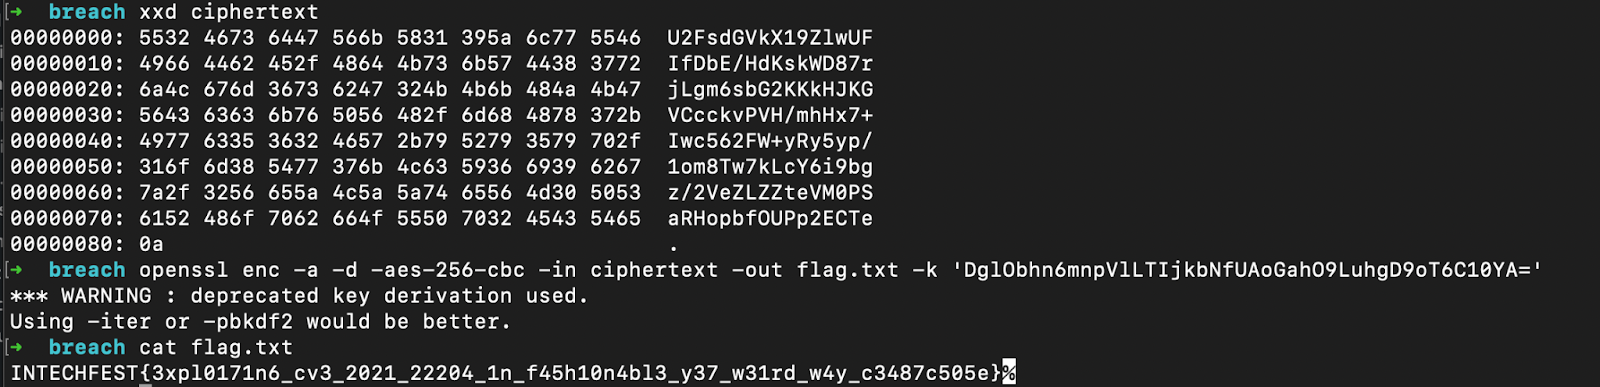 ➜ breach xxd ciphertext
00000000: 5532 4673 6447 566b 5831 395a 6c77 5546 U2FsdGVkX19ZlwUF
00000010: 4966 4462 452f 4864 4b73 6b57 4438 3772 IfDbE/HdKskWD87r
00000020: 6a4c 676d 3673 6247 324b 4b6b 484a 4b47 jLgm6sbG2KKkHJKG
00000030: 5643 6363 6b76 5056 482f 6d68 4878 372b VCcckvPVH/mhHx7+
00000040: 4977 6335 3632 4657 2b79 5279 3579 702f Iwc562FW+yRy5yp/
00000050: 316f 6d38 5477 376b 4c63 5936 6939 6267 1om8Tw7kLcY6i9bg
00000060: 7a2f 3256 655a 4c5a 5a74 6556 4d30 5053 z/2VeZLZZteVM0PS
00000070: 6152 486f 7062 664f 5550 7032 4543 5465 aRHopbfOUPp2ECTe
00000080: 0a .
➜ breach openssl enc -a -d -aes-256-cbc -in ciphertext -out flag.txt -k 'DglObhn6mnpVlLTIjkbNfUAoGahO9LuhgD9oT6C10YA='
*** WARNING : deprecated key derivation used.
Using -iter or -pbkdf2 would be better.
➜ breach cat flag.txt
INTECHFEST{3xpl0171n6_cv3_2021_22204_1n_f45h10n4bl3_y37_w31rd_w4y_c3487c505e}%